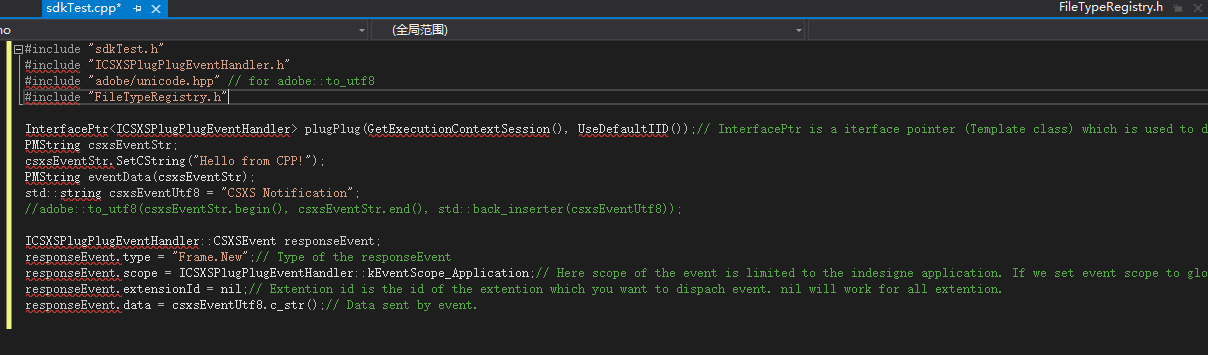 sdkTest.cpp*
FileTypeRegistry.h
no
(全局范围)
#include "sdkTest.h"
#include "ICSXSPlugPlugEventHandler.h"
#include "adobe/unicode.hpp" // for adobe::to_utf8
#include "FileTypeRegistry.h"
InterfacePtr<ICSXSPlugPlugEventHandler> plugPlug(GetExecutionContextSession(), UseDefaultIID());// InterfacePtr is a iterface pointer (Template class) which is used to d
PMString csxsEventStr;
csxsEventStr.SetCString("Hello from CPP!");
PMString eventData(csxsEventStr);
std::string csxsEventUtf8 = "CSXS Notification";
//adobe::to_utf8(csxsEventStr.begin(), csxsEventStr.end(), std::back_inserter(csxsEventUtf8));
ICSXSPlugPlugEventHandler::CSXSEvent responseEvent;
responseEvent.type = "Frame.New";// Type of the responseEvent
responseEvent.scope = ICSXSPlugPlugEventHandler::kEventScope_Application;// Here scope of the event is limited to the indesigne application. If we set event scope to glo
responseEvent.extensionId = nil;// Extention id is the id of the extention which you want to dispach event. nil will work for all extention.
responseEvent.data = csxsEventUtf8.c_str();// Data sent by event.